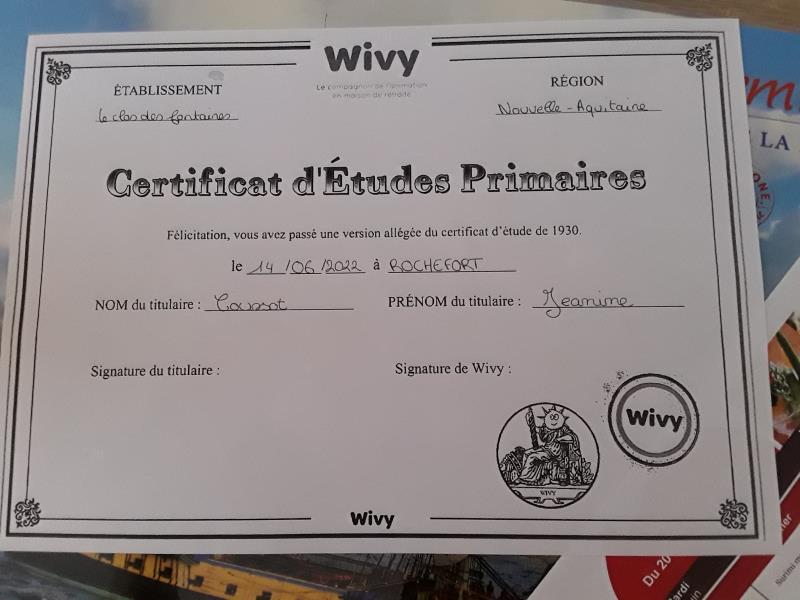 Wivy
Le compagnon de l'animation
en maison de retraite
ÉTABLISSEMENT
le clos des fontaines
RÉGION
Nouvelle-Aquitaine
Certificat d'Études Primaires
Félicitation, vous avez passé une version allégée du certificat d'étude de 1930.
le 14/06/2022 à ROCHEFORT
NOM du titulaire :
PRÉNOM du titulaire : Jeanine
Signature du titulaire :
Signature de Wivy :
WIVY
Wivy
Wivy
LA
Du 20